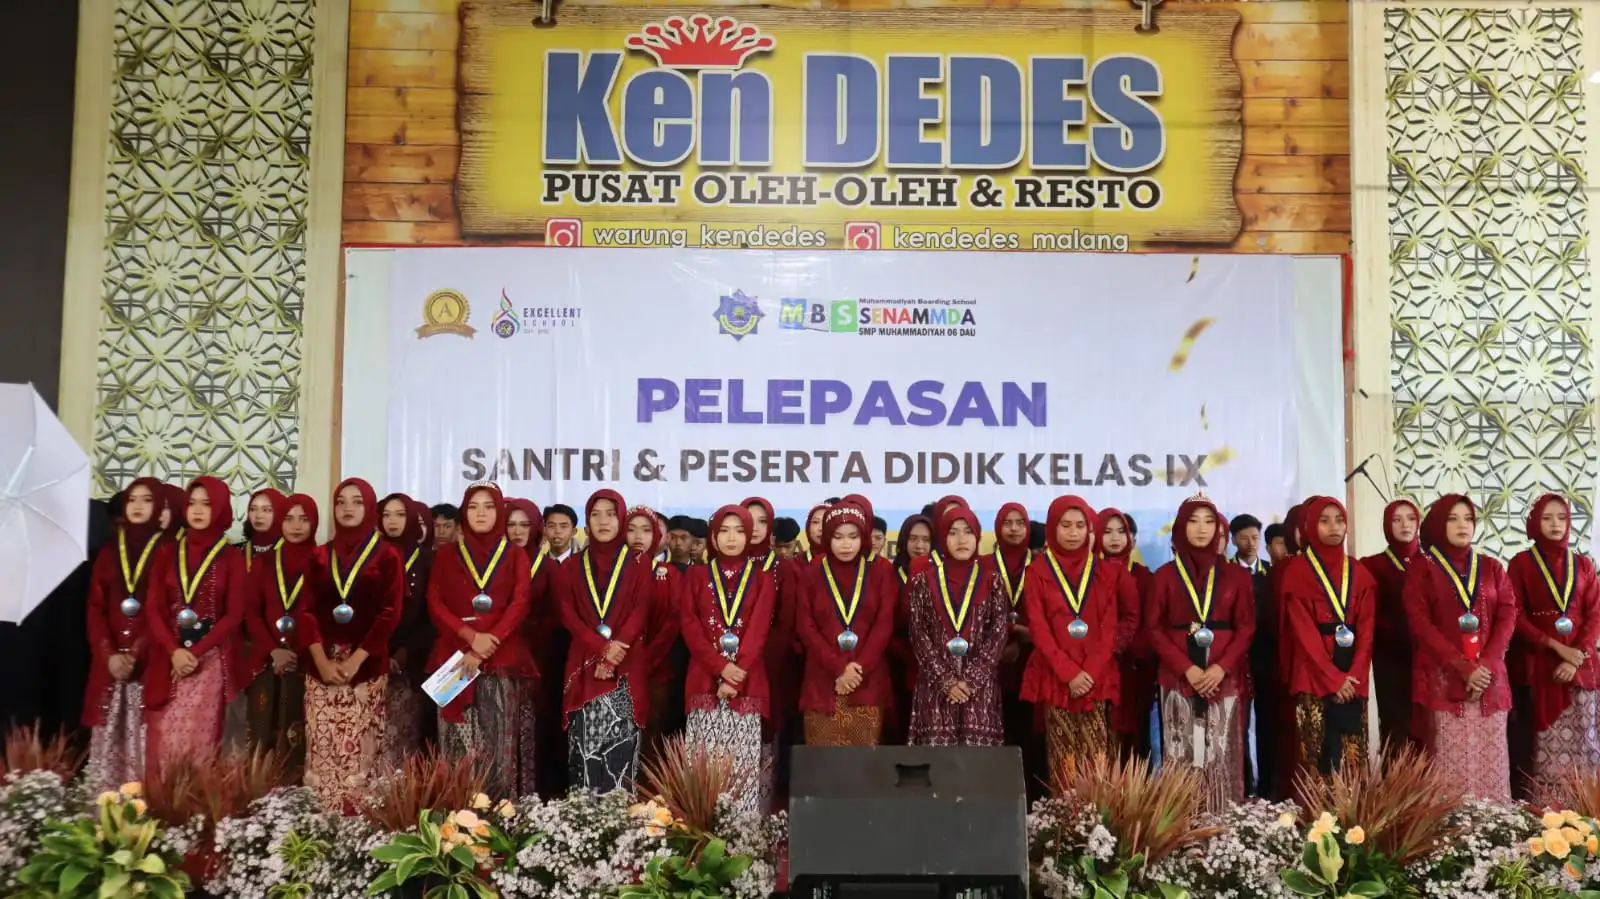 Ken DEDES
PUSAT OLEH-OLEH & RESTO
warung_kendedes
kendedes_malang
A
EXCELLENT
SCHOOL
MBS
Muhammadiyah Boarding School
SENAMMDA
SMP MUHAMMADIYAH 06 DAU
PELEPASAN
SANTRI & PESERTA DIDIK KELAS IX